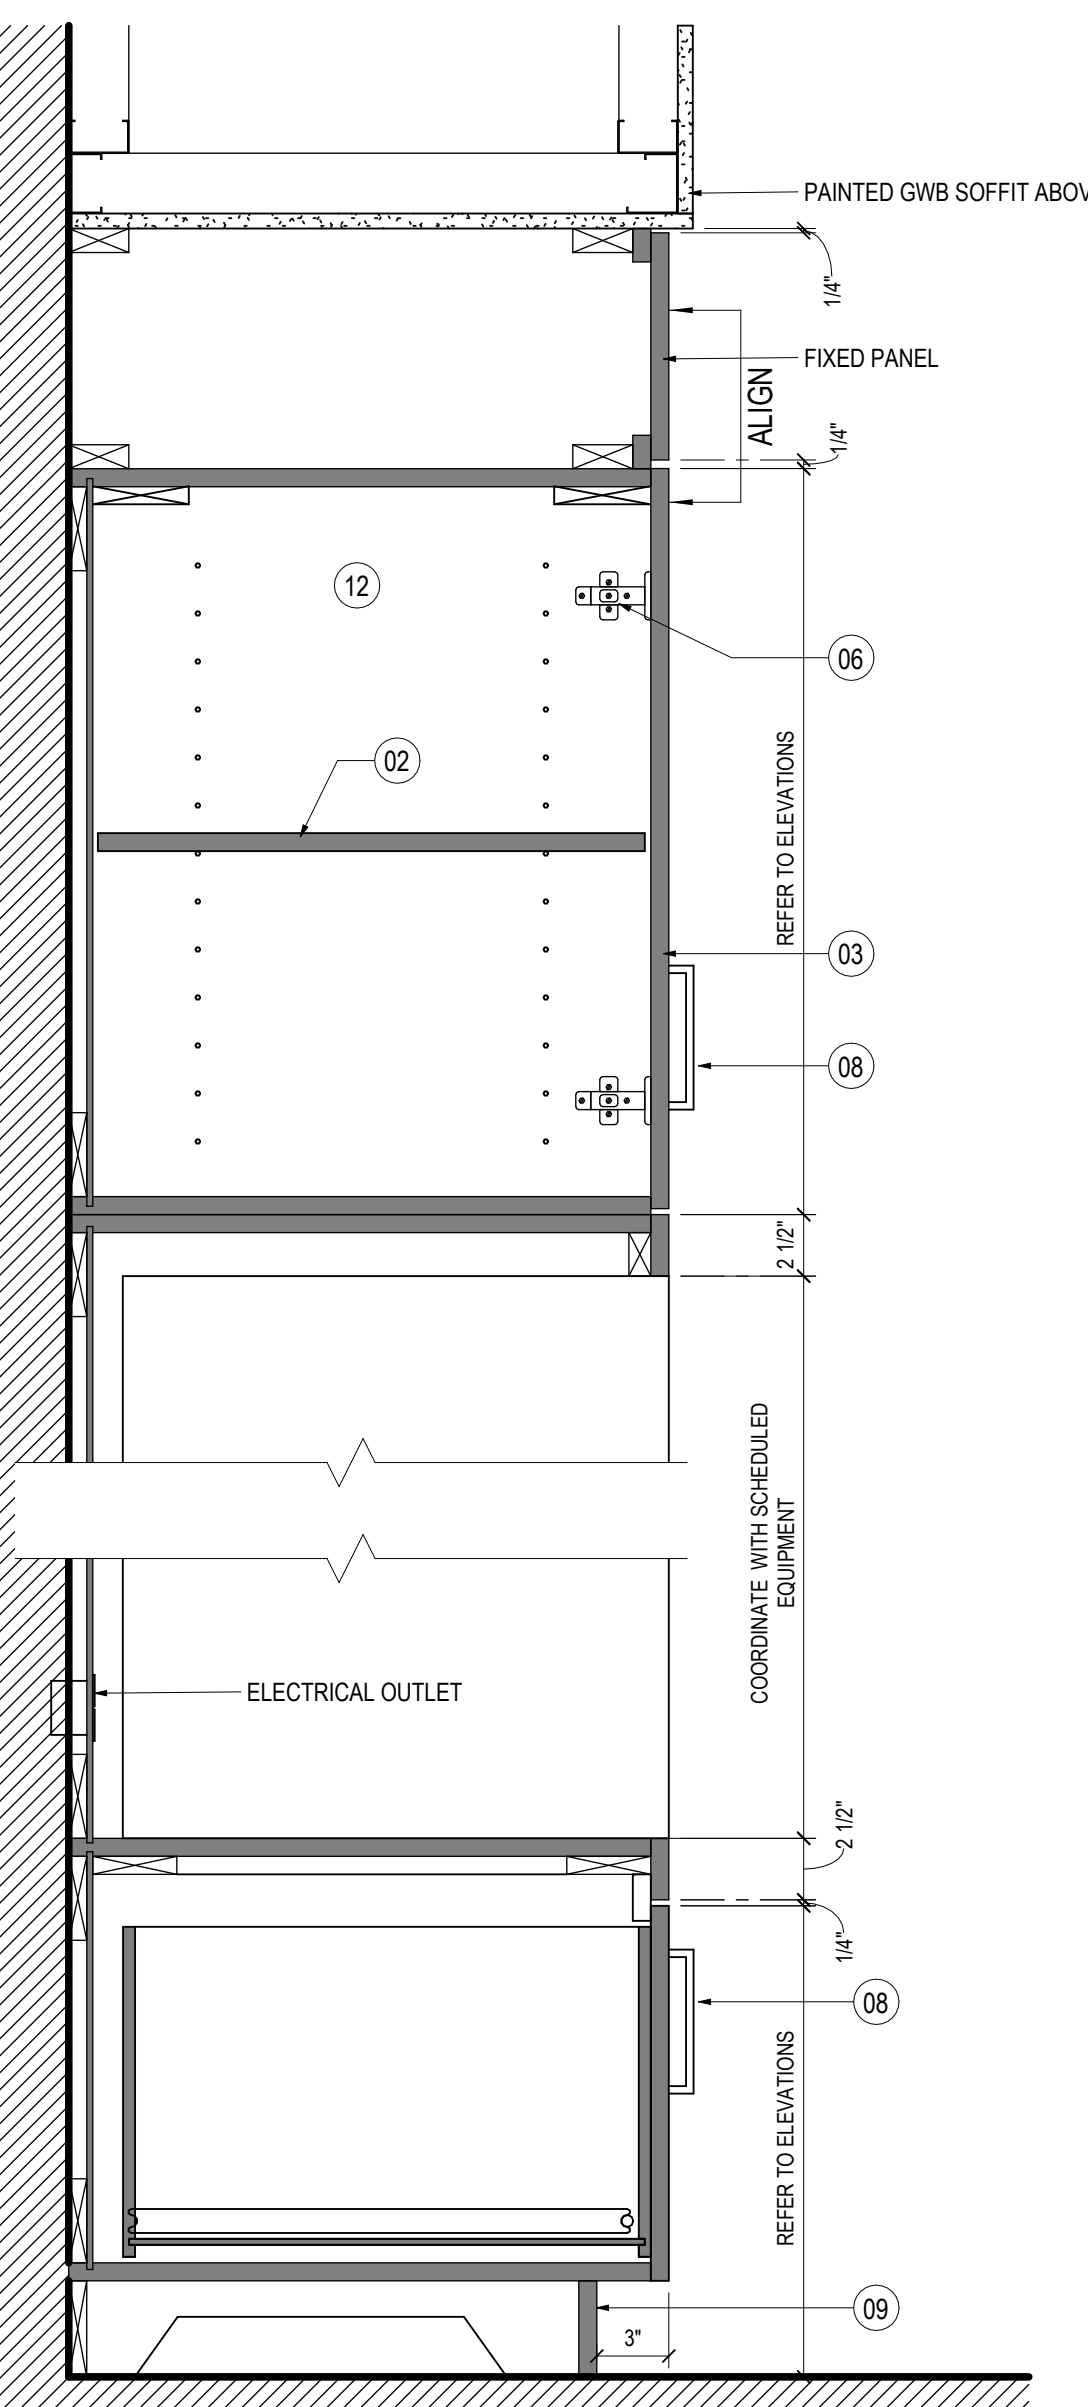 PAINTED GWB SOFFIT ABOV
1/4"
FIXED PANEL
ALIGN
1/4"
12
06
02
REFER TO ELEVATIONS
03
08
2 1/2"
COORDINATE WITH SCHEDULED
EQUIPMENT
ELECTRICAL OUTLET
2 1/2"
1/4"
08
REFER TO ELEVATIONS
09
3"